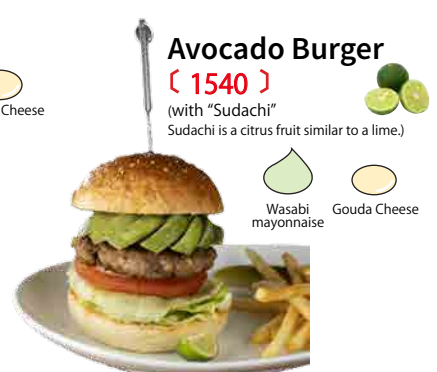 Avocado Burger
〔 1540 〕
(with “Sudachi”
Sudachi is a citrus fruit similar to a lime.)
Cheese
Wasabi
mayonnaise
Gouda Cheese